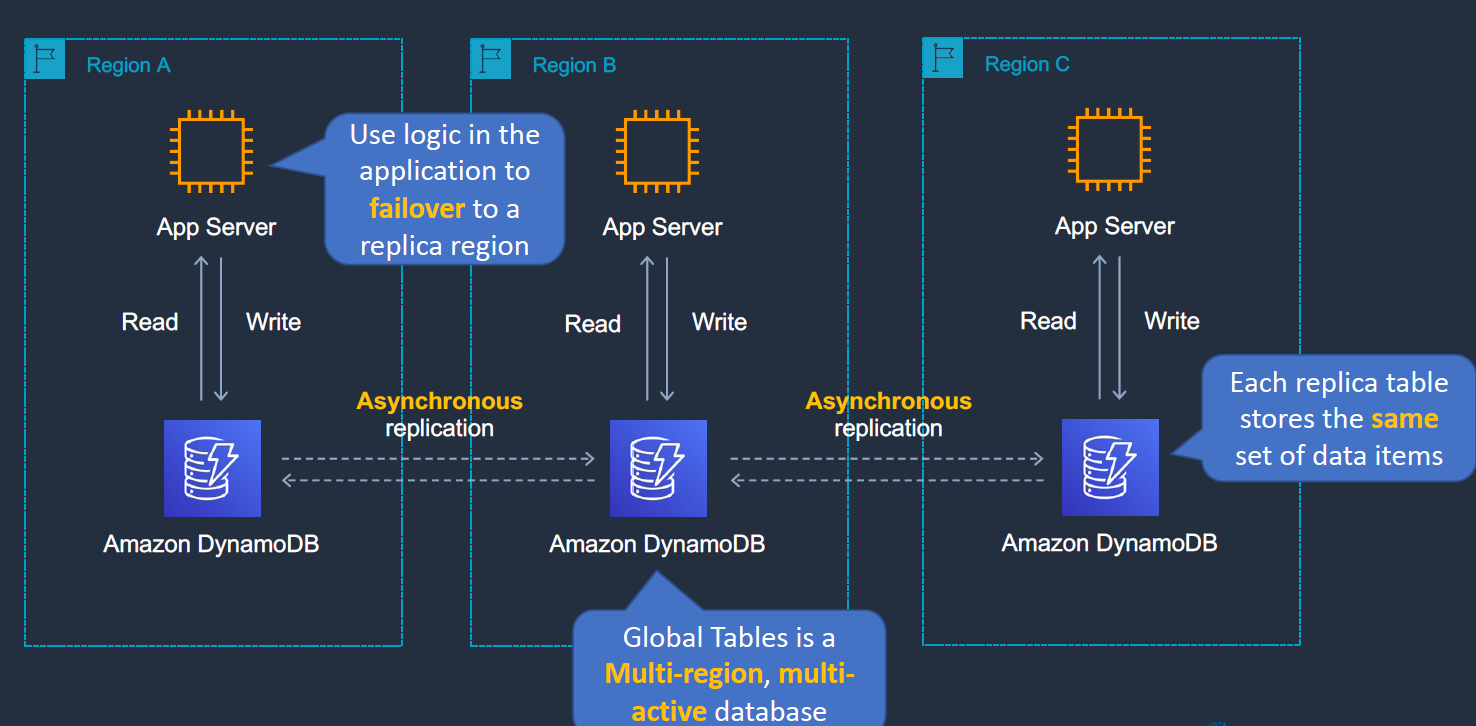 Region A
Region B
Region C
Use logic in the
application to
failover to a
replica region
App Server
App Server
App Server
Read
Write
Read
Write
Read
Write
Asynchronous
replication
Asynchronous
replication
Each replica table
stores the same
set of data items
Amazon DynamoDB
Amazon DynamoDB
Amazon DynamoDB
Global Tables is a
Multi-region, multi-
active database